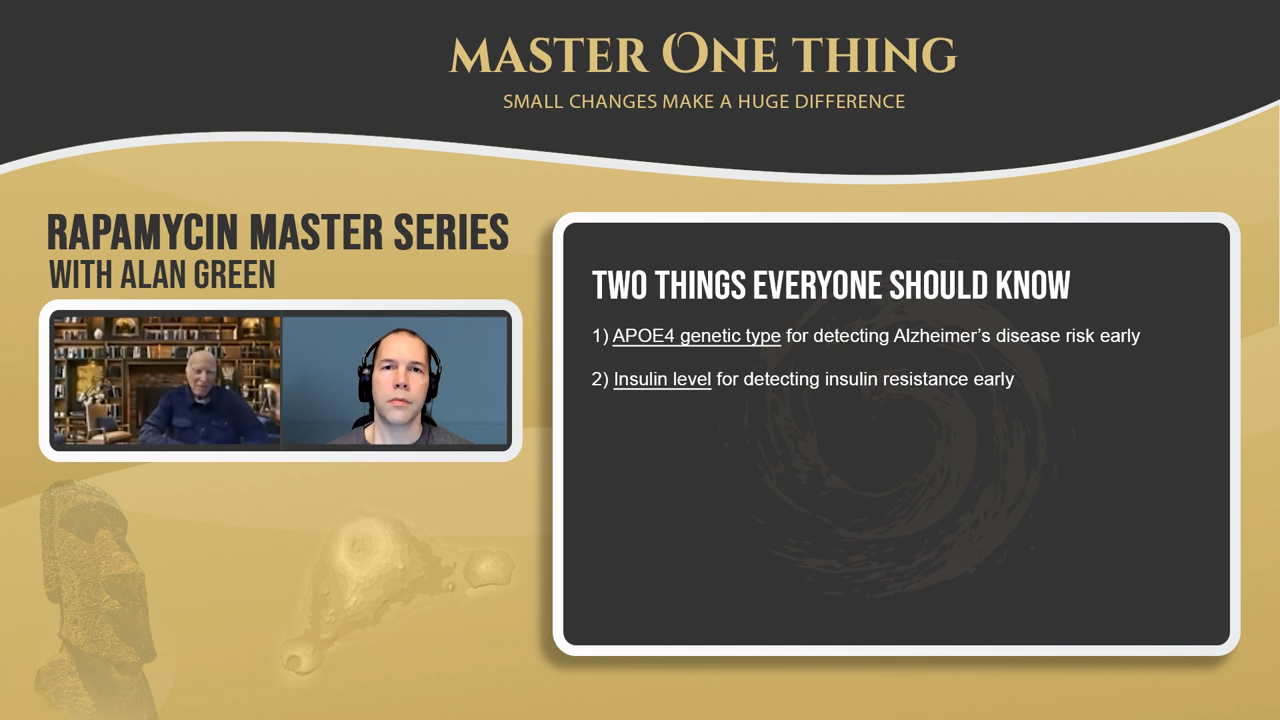 MASTER ONE THING
SMALL CHANGES MAKE A HUGE DIFFERENCE
RAPAMYCIN MASTER SERIES
WITH ALAN GREEN
TWO THINGS EVERYONE SHOULD KNOW
1) APOE4 genetic type for detecting Alzheimer’s disease risk early
2) Insulin level for detecting insulin resistance early